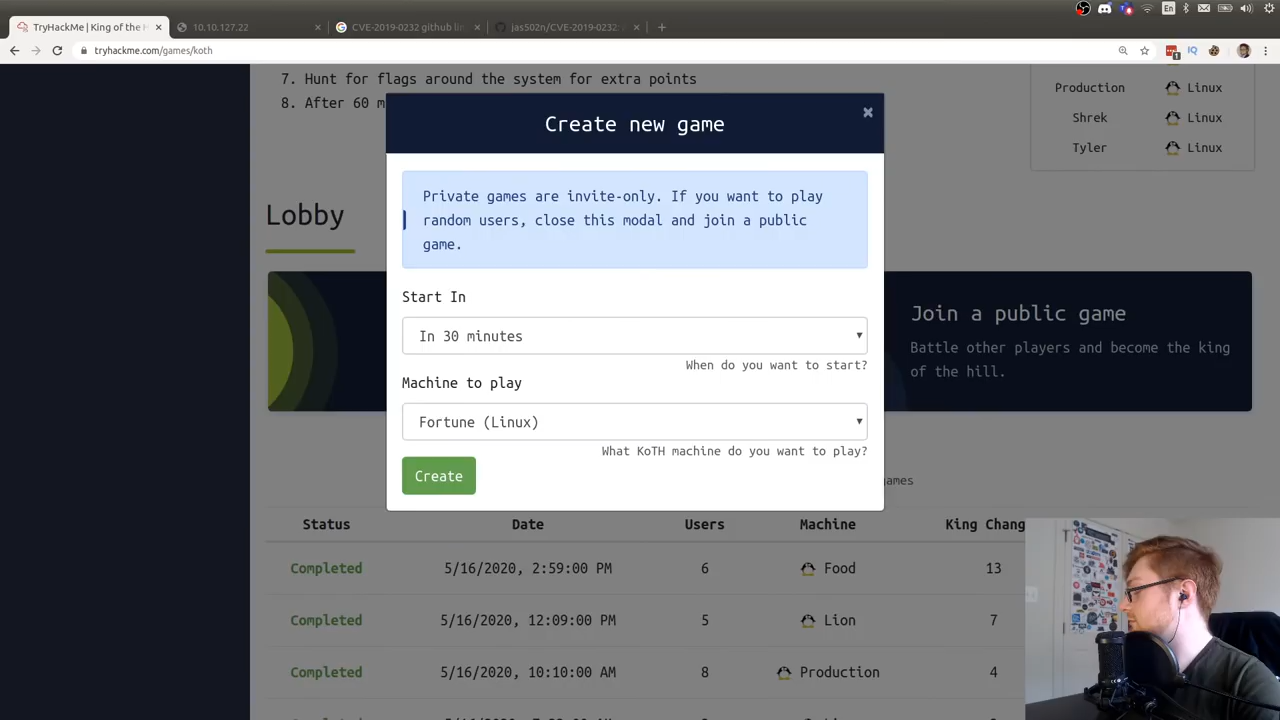 TryHackMe | King of the H
10.10.127.22
CVE-2019-0232 github li
jas502n/CVE-2019-0232:
En
tryhackme.com/games/koth
7. Hunt for flags around the system for extra points
8. After 60 m
Production Linux
Shrek Linux
Tyler Linux
Create new game
Private games are invite-only. If you want to play
random users, close this modal and join a public
game.
Lobby
Start In
In 30 minutes
When do you want to start?
Machine to play
Fortune (Linux)
What KoTH machine do you want to play?
Create
Join a public game
Battle other players and become the king
of the hill.
games
Status Date Users Machine King Chang
Completed 5/16/2020, 2:59:00 PM 6 Food 13
Completed 5/16/2020, 12:09:00 PM 5 Lion 7
Completed 5/16/2020, 10:10:00 AM 8 Production 4